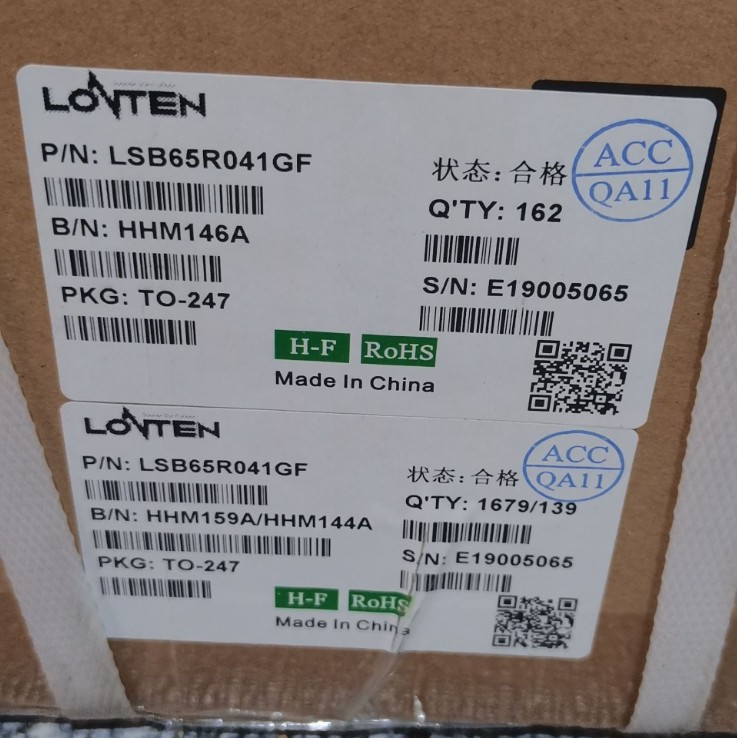 LONTEN
P/N: LSB65R041GF
状态: 合格
ACC
QA11
B/N: HHM146A
Q'TY: 162
PKG: TO-247
S/N: E19005065
H-F RoHS
Made In China
LONTEN
P/N: LSB65R041GF
状态: 合格
ACC
QA11
B/N: HHM159A/HHM144A
Q'TY: 1679/139
PKG: TO-247
S/N: E19005065
H-F RoHS
Made In China